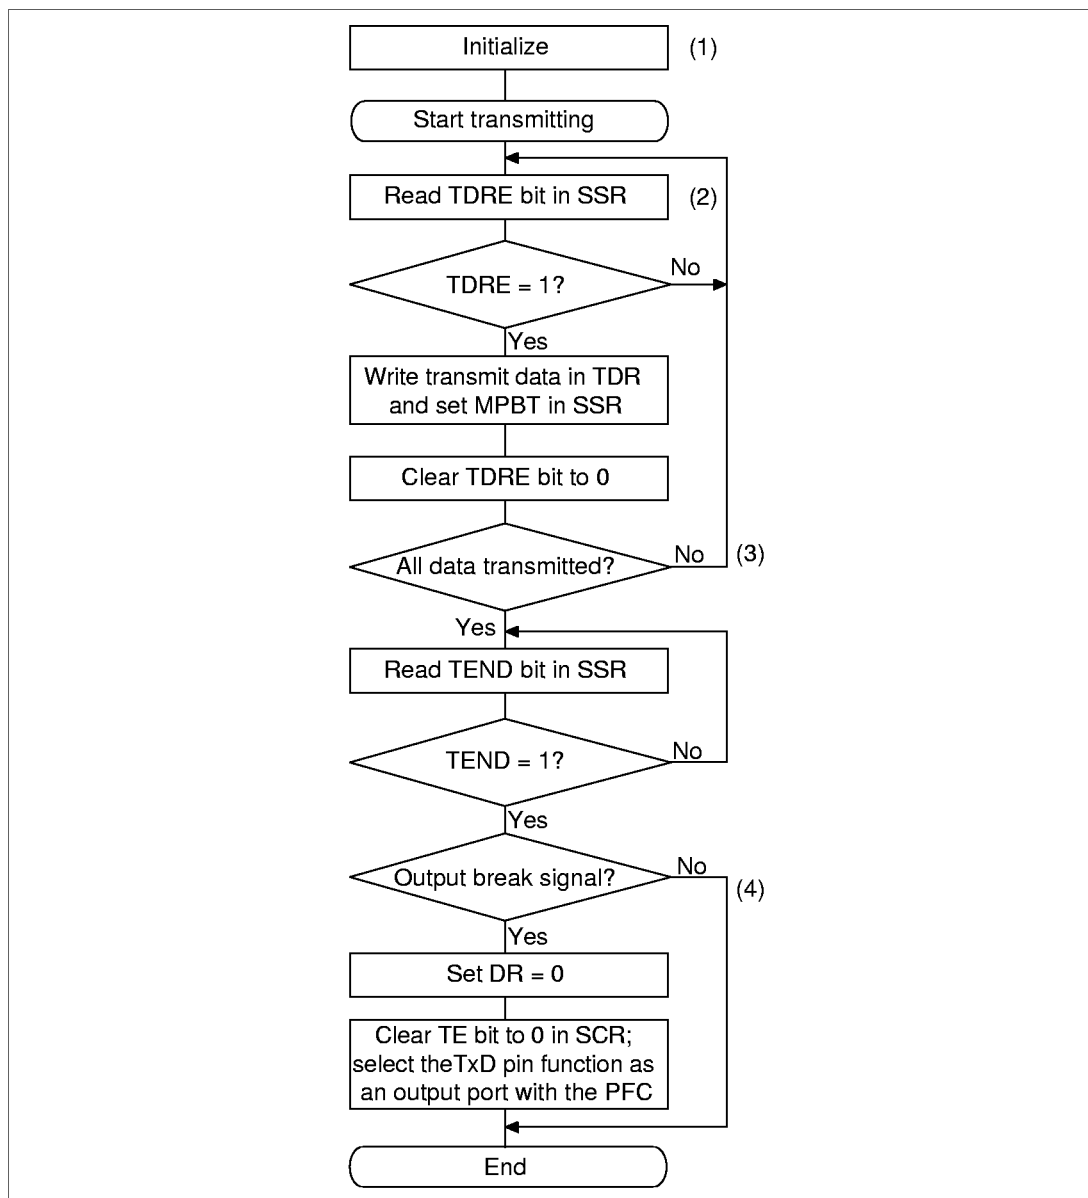 Initialize (1)
Start transmitting
Read TDRE bit in SSR (2)
No
TDRE = 1?
Yes
Write transmit data in TDR
and set MPBT in SSR
Clear TDRE bit to 0
No (3)
All data transmitted?
Yes
Read TEND bit in SSR
No
TEND = 1?
Yes
No
Output break signal? (4)
Yes
Set DR = 0
Clear TE bit to 0 in SCR;
select theTxD pin function as
an output port with the PFC
End